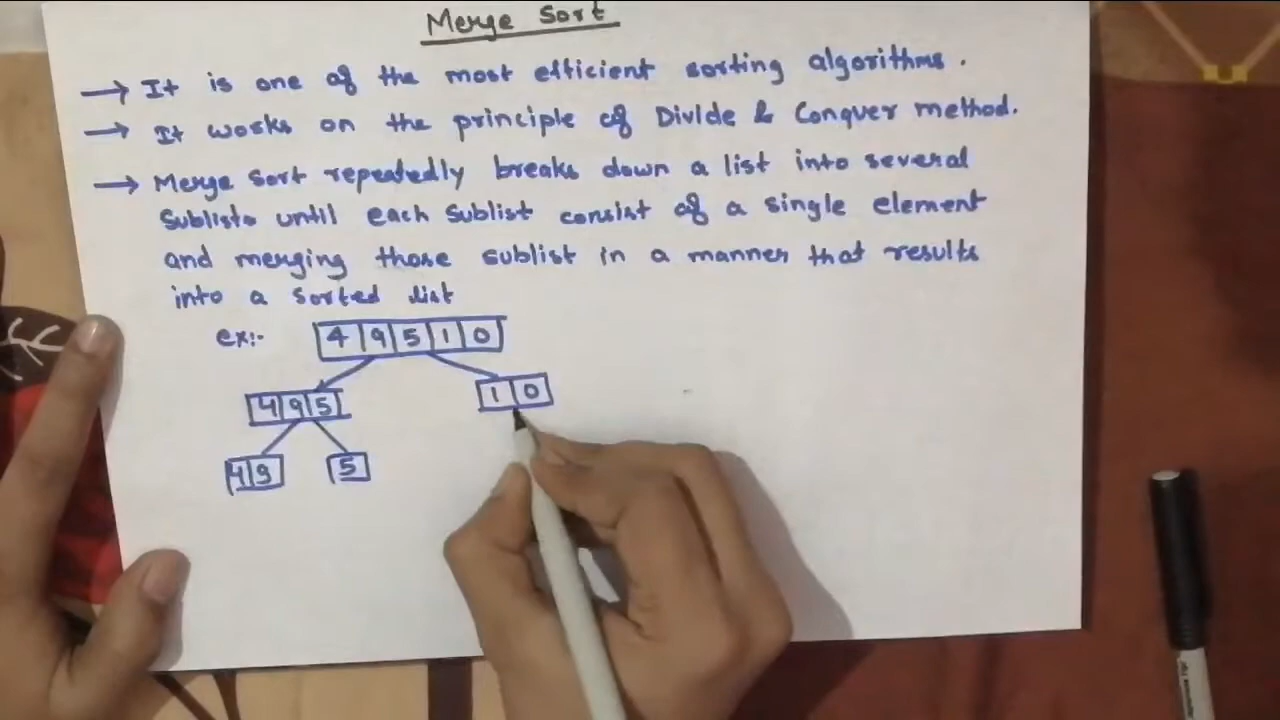 Merge Sort
→ It is one of the most efficient sorting algorithms.
→ It works on the principle of Divide & Conquer method.
→ Merge Sort repeatedly breaks down a list into several
Sublists until each Sublist consist of a single element
and merging those sublist in a manner that results
into a sorted list
ex:- 4 9 5 1 0
4 9 5 1 0
4 9 5